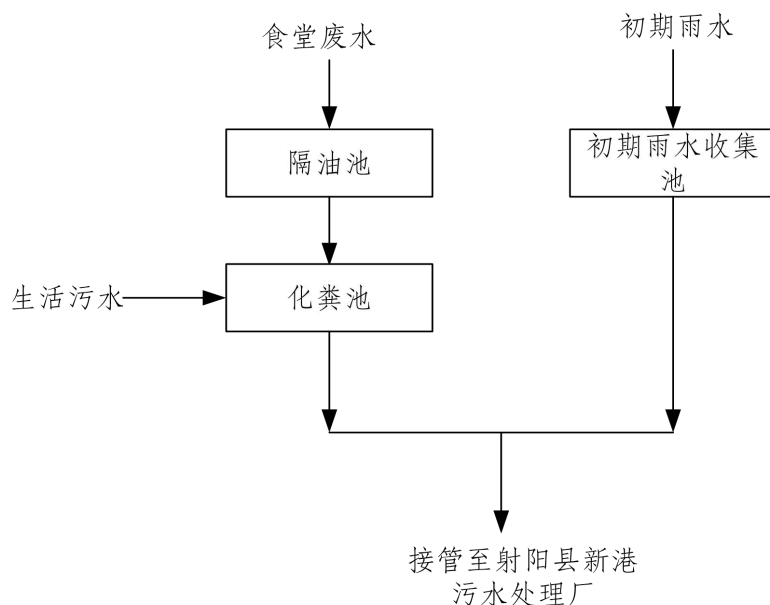 食堂废水
初期雨水
隔油池
初期雨水收集
池
生活污水
化粪池
接管至射阳县新港
污水处理厂